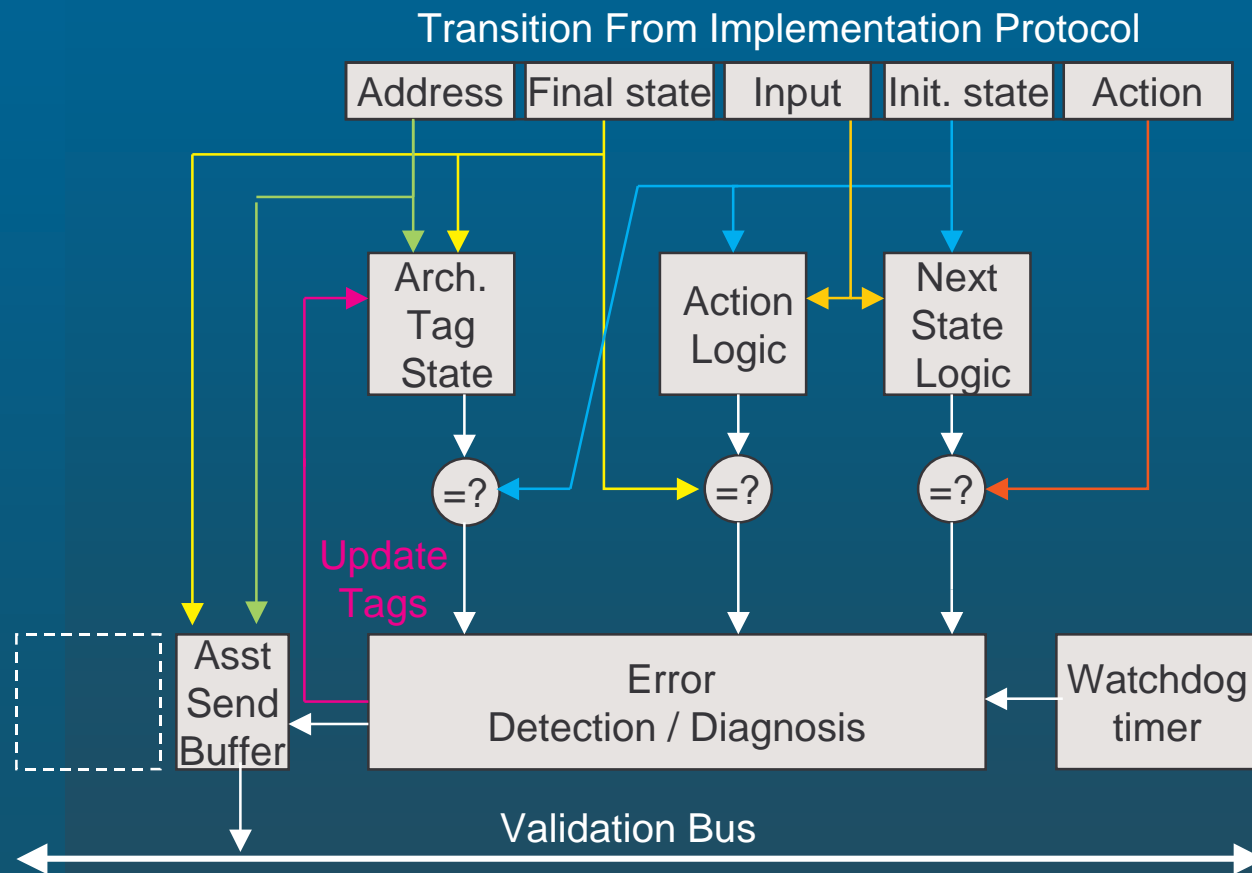 Transition From Implementation Protocol
Address Final state Input Init. state Action
Arch.
Tag
State
Action
Logic
Next
State
Logic
=? =? =?
Update
Tags
Asst
Send
Buffer
Error
Detection / Diagnosis
Watchdog
timer
Validation Bus